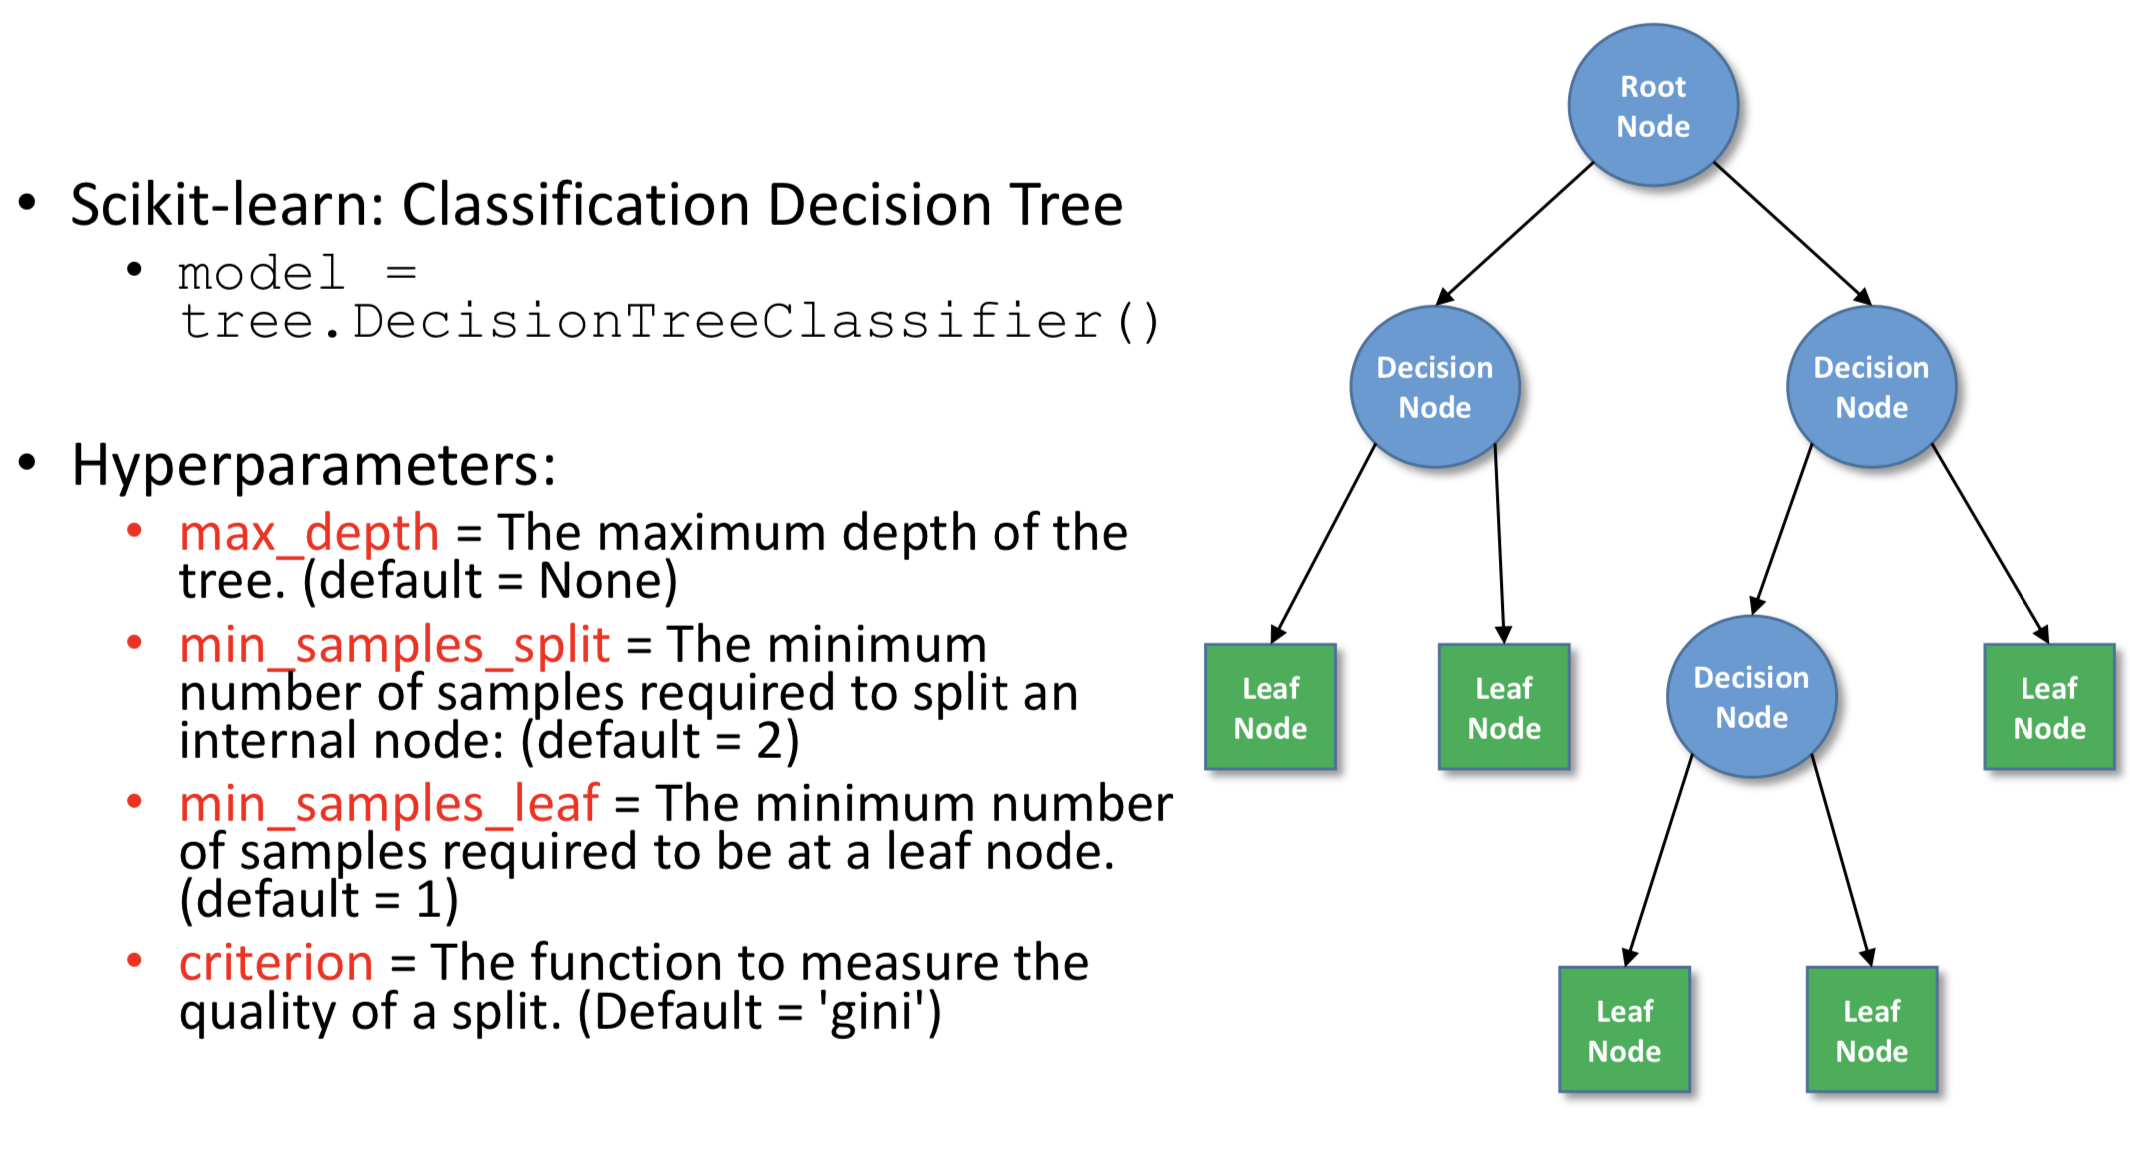 • Scikit-learn: Classification Decision Tree
• model =
tree.DecisionTreeClassifier()
• Hyperparameters:
• max_depth = The maximum depth of the
tree. (default = None)
• min_samples_split = The minimum
number of samples required to split an
internal node: (default = 2)
• min_samples_leaf = The minimum number
of samples required to be at a leaf node.
(default = 1)
• criterion = The function to measure the
quality of a split. (Default = 'gini')
Root
Node
Decision
Node
Decision
Node
Leaf
Node
Leaf
Node
Decision
Node
Leaf
Node
Leaf
Node
Leaf
Node